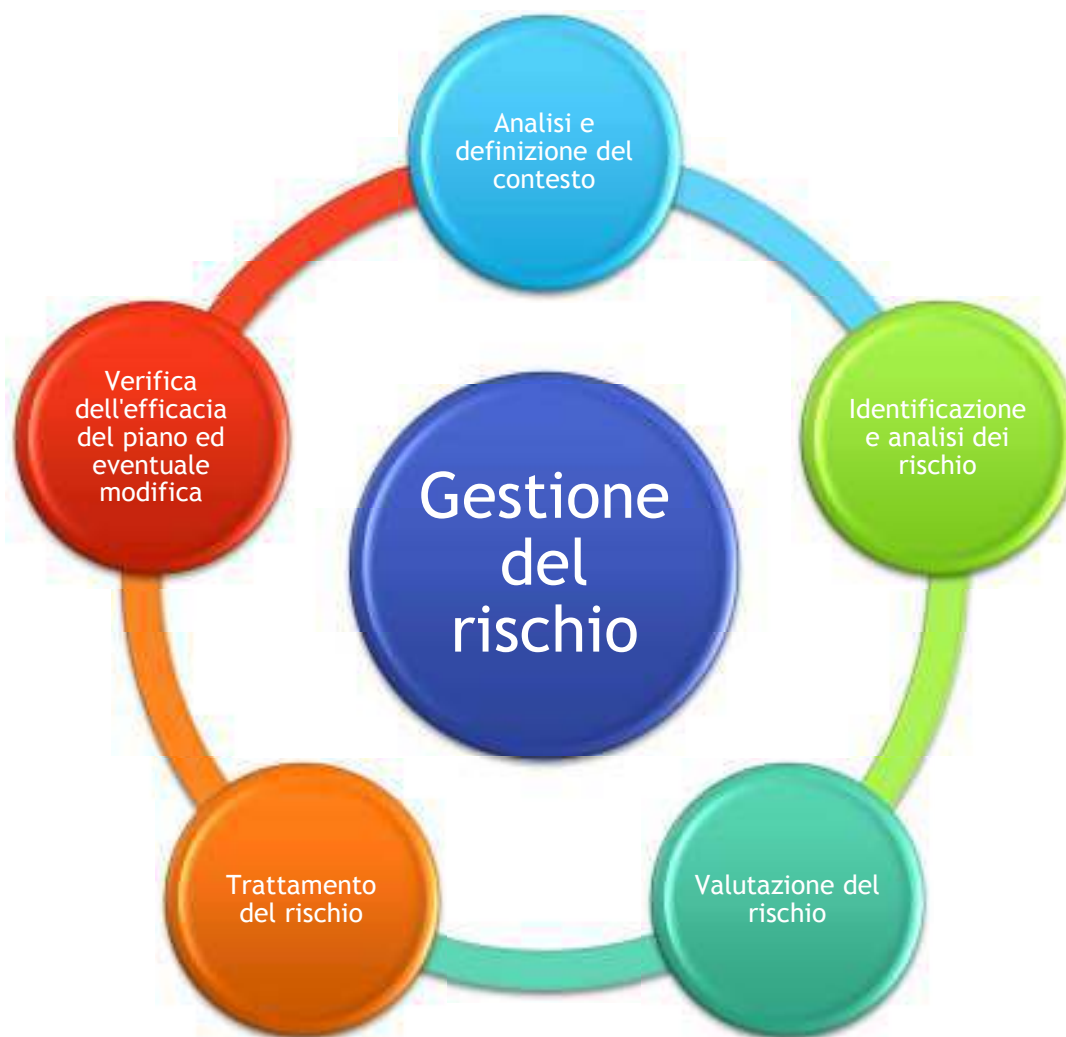 Analisi e
definizione del
contesto
Identificazione
e analisi dei
rischio
Valutazione del
rischio
Trattamento
del rischio
Verifica
dell'efficacia
del piano ed
eventuale
modifica
Gestione
del
rischio